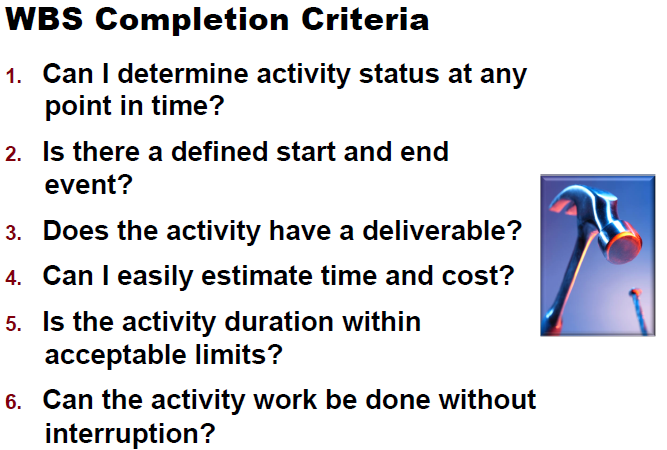 WBS Completion Criteria
1. Can I determine activity status at any
point in time?
2. Is there a defined start and end
event?
3. Does the activity have a deliverable?
4. Can I easily estimate time and cost?
5. Is the activity duration within
acceptable limits?
6. Can the activity work be done without
interruption?